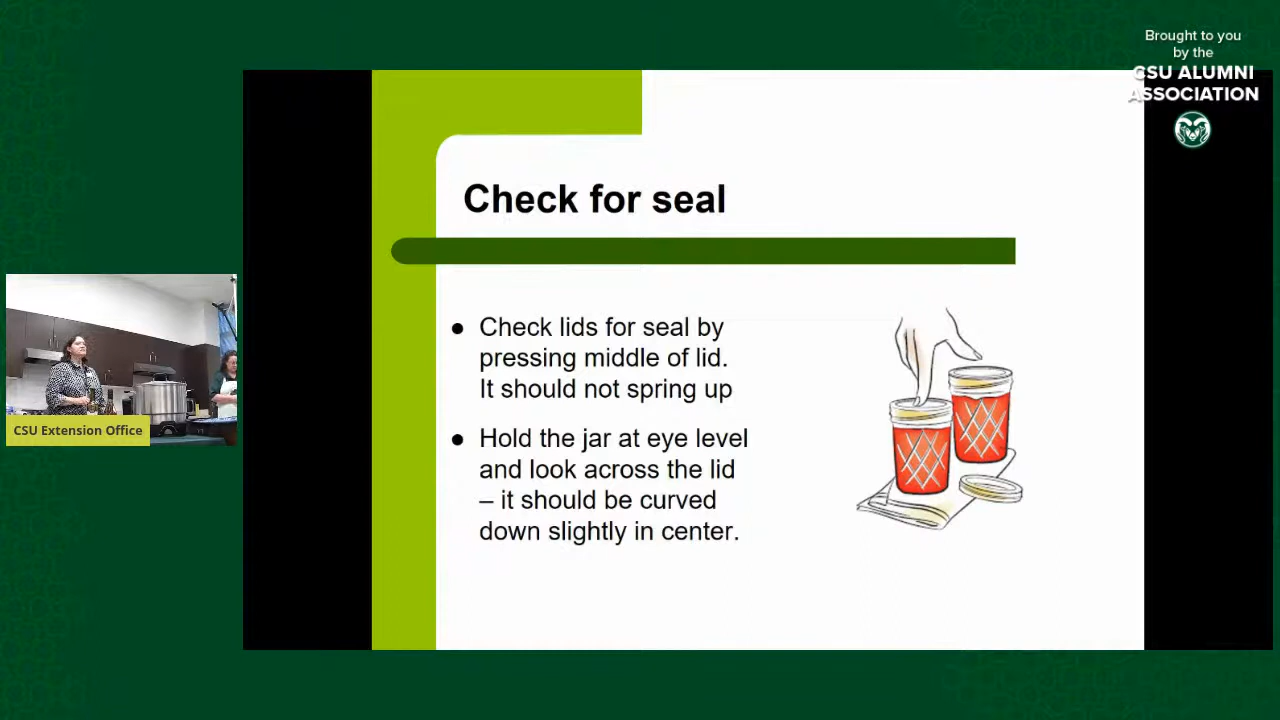 Brought to you
by the
CSU ALUMNI
ASSOCIATION
Check for seal
● Check lids for seal by
pressing middle of lid.
It should not spring up
● Hold the jar at eye level
and look across the lid
– it should be curved
down slightly in center.
CSU Extension Office